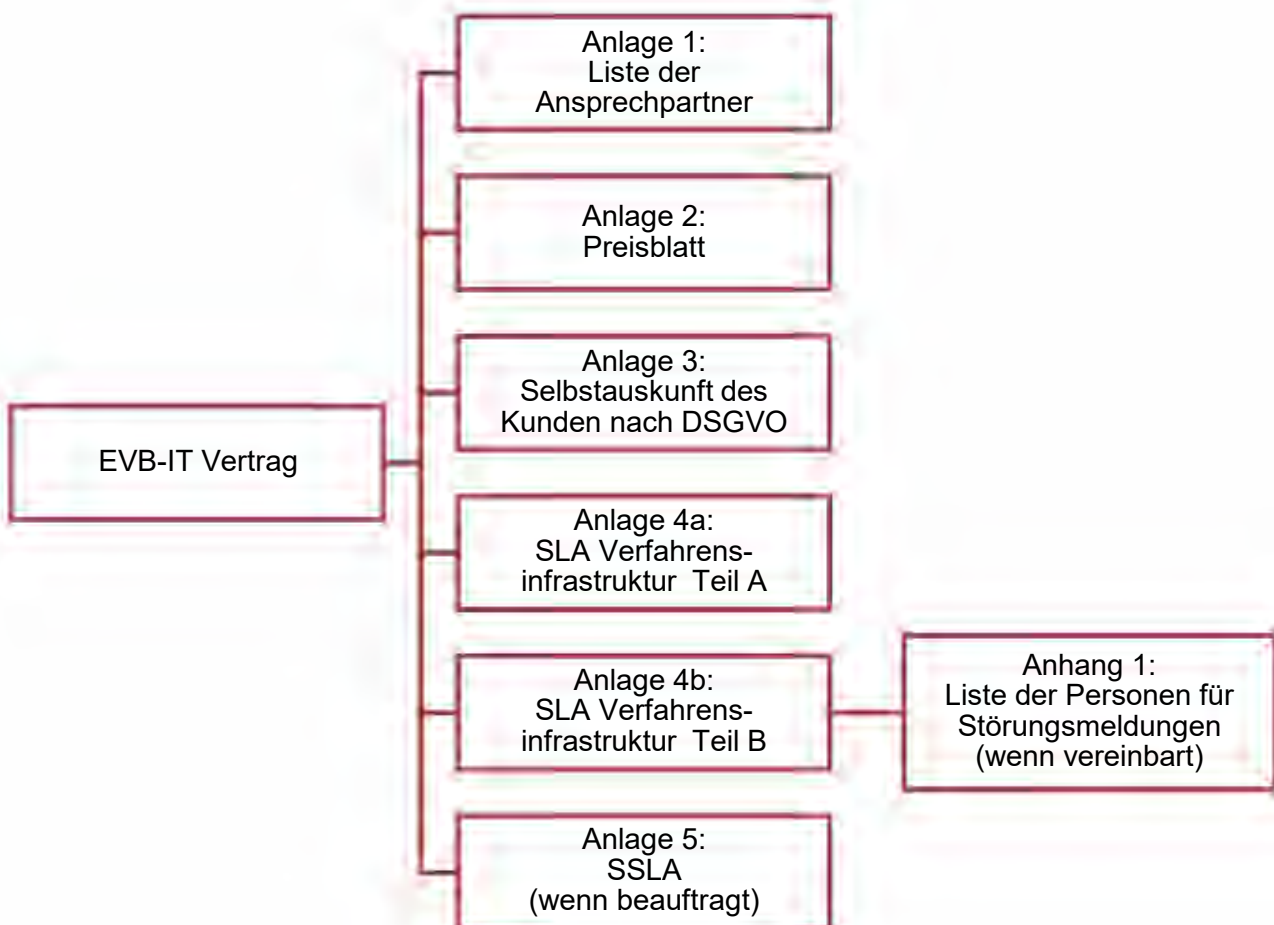 Anlage 1:
Liste der
Ansprechpartner
Anlage 2:
Preisblatt
Anlage 3:
Selbstauskunft des
Kunden nach DSGVO
EVB-IT Vertrag
Anlage 4a:
SLA Verfahrens-
infrastruktur Teil A
Anlage 4b:
SLA Verfahrens-
infrastruktur Teil B
Anhang 1:
Liste der Personen für
Störungsmeldungen
(wenn vereinbart)
Anlage 5:
SSLA
(wenn beauftragt)